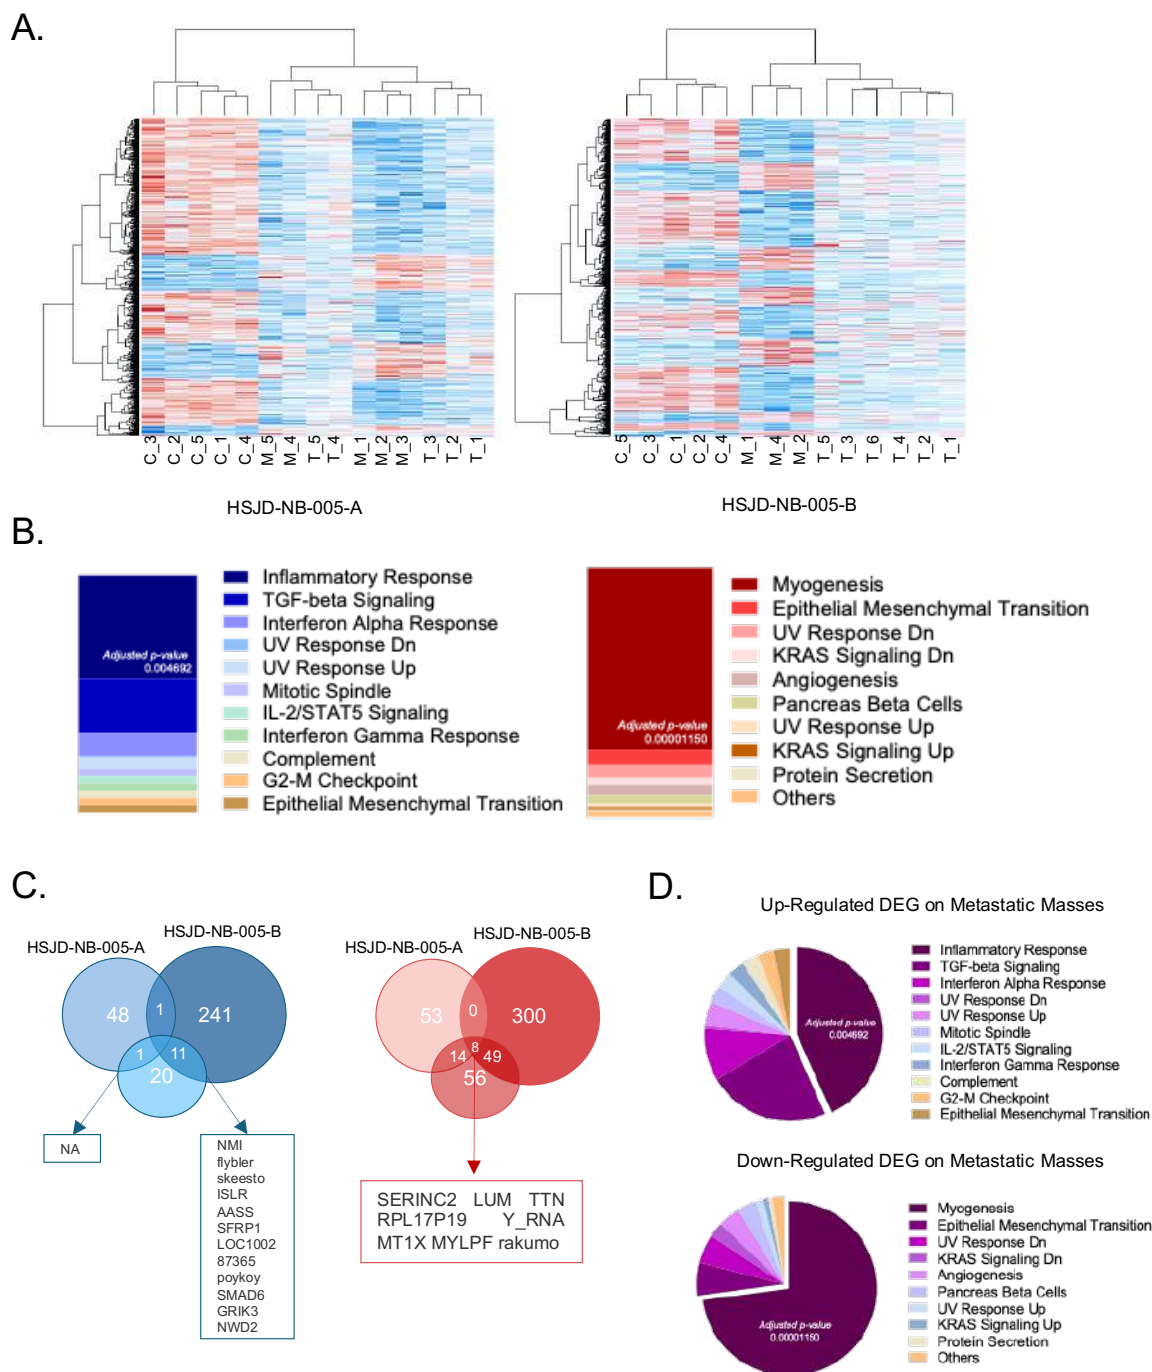 A.
C_3
C_2
C_5
C_1
C_4
M_5
M_4
T_5
T_4
M_1
M_2
M_3
T_3
T_2
T_1
HSJD-NB-005-A
C_5
C_3
C_1
C_2
C_4
M_1
M_4
M_2
T_5
T_3
T_6
T_4
T_2
T_1
HSJD-NB-005-B
B.
Adjusted p-value
0.004692
Inflammatory Response
TGF-beta Signaling
Interferon Alpha Response
UV Response Dn
UV Response Up
Mitotic Spindle
IL-2/STAT5 Signaling
Interferon Gamma Response
Complement
G2-M Checkpoint
Epithelial Mesenchymal Transition
Adjusted p-value
0.00001150
Myogenesis
Epithelial Mesenchymal Transition
UV Response Dn
KRAS Signaling Dn
Angiogenesis
Pancreas Beta Cells
UV Response Up
KRAS Signaling Up
Protein Secretion
Others
C.
HSJD-NB-005-A
HSJD-NB-005-B
48
1
241
1
11
20
NA
NMI
flybler
skeesto
ISLR
AASS
SFRP1
LOC1002
87365
poykoy
SMAD6
GRIK3
NWD2
HSJD-NB-005-A
HSJD-NB-005-B
53
0
300
8
14
49
56
SERINC2 LUM TTN
RPL17P19 Y_RNA
MT1X MYLPF rakumo
D.
Up-Regulated DEG on Metastatic Masses
Adjusted p-value
0.004692
Inflammatory Response
TGF-beta Signaling
Interferon Alpha Response
UV Response Dn
UV Response Up
Mitotic Spindle
IL-2/STAT5 Signaling
Interferon Gamma Response
Complement
G2-M Checkpoint
Epithelial Mesenchymal Transition
Down-Regulated DEG on Metastatic Masses
Adjusted p-value
0.00001150
Myogenesis
Epithelial Mesenchymal Transition
UV Response Dn
KRAS Signaling Dn
Angiogenesis
Pancreas Beta Cells
UV Response Up
KRAS Signaling Up
Protein Secretion
Others